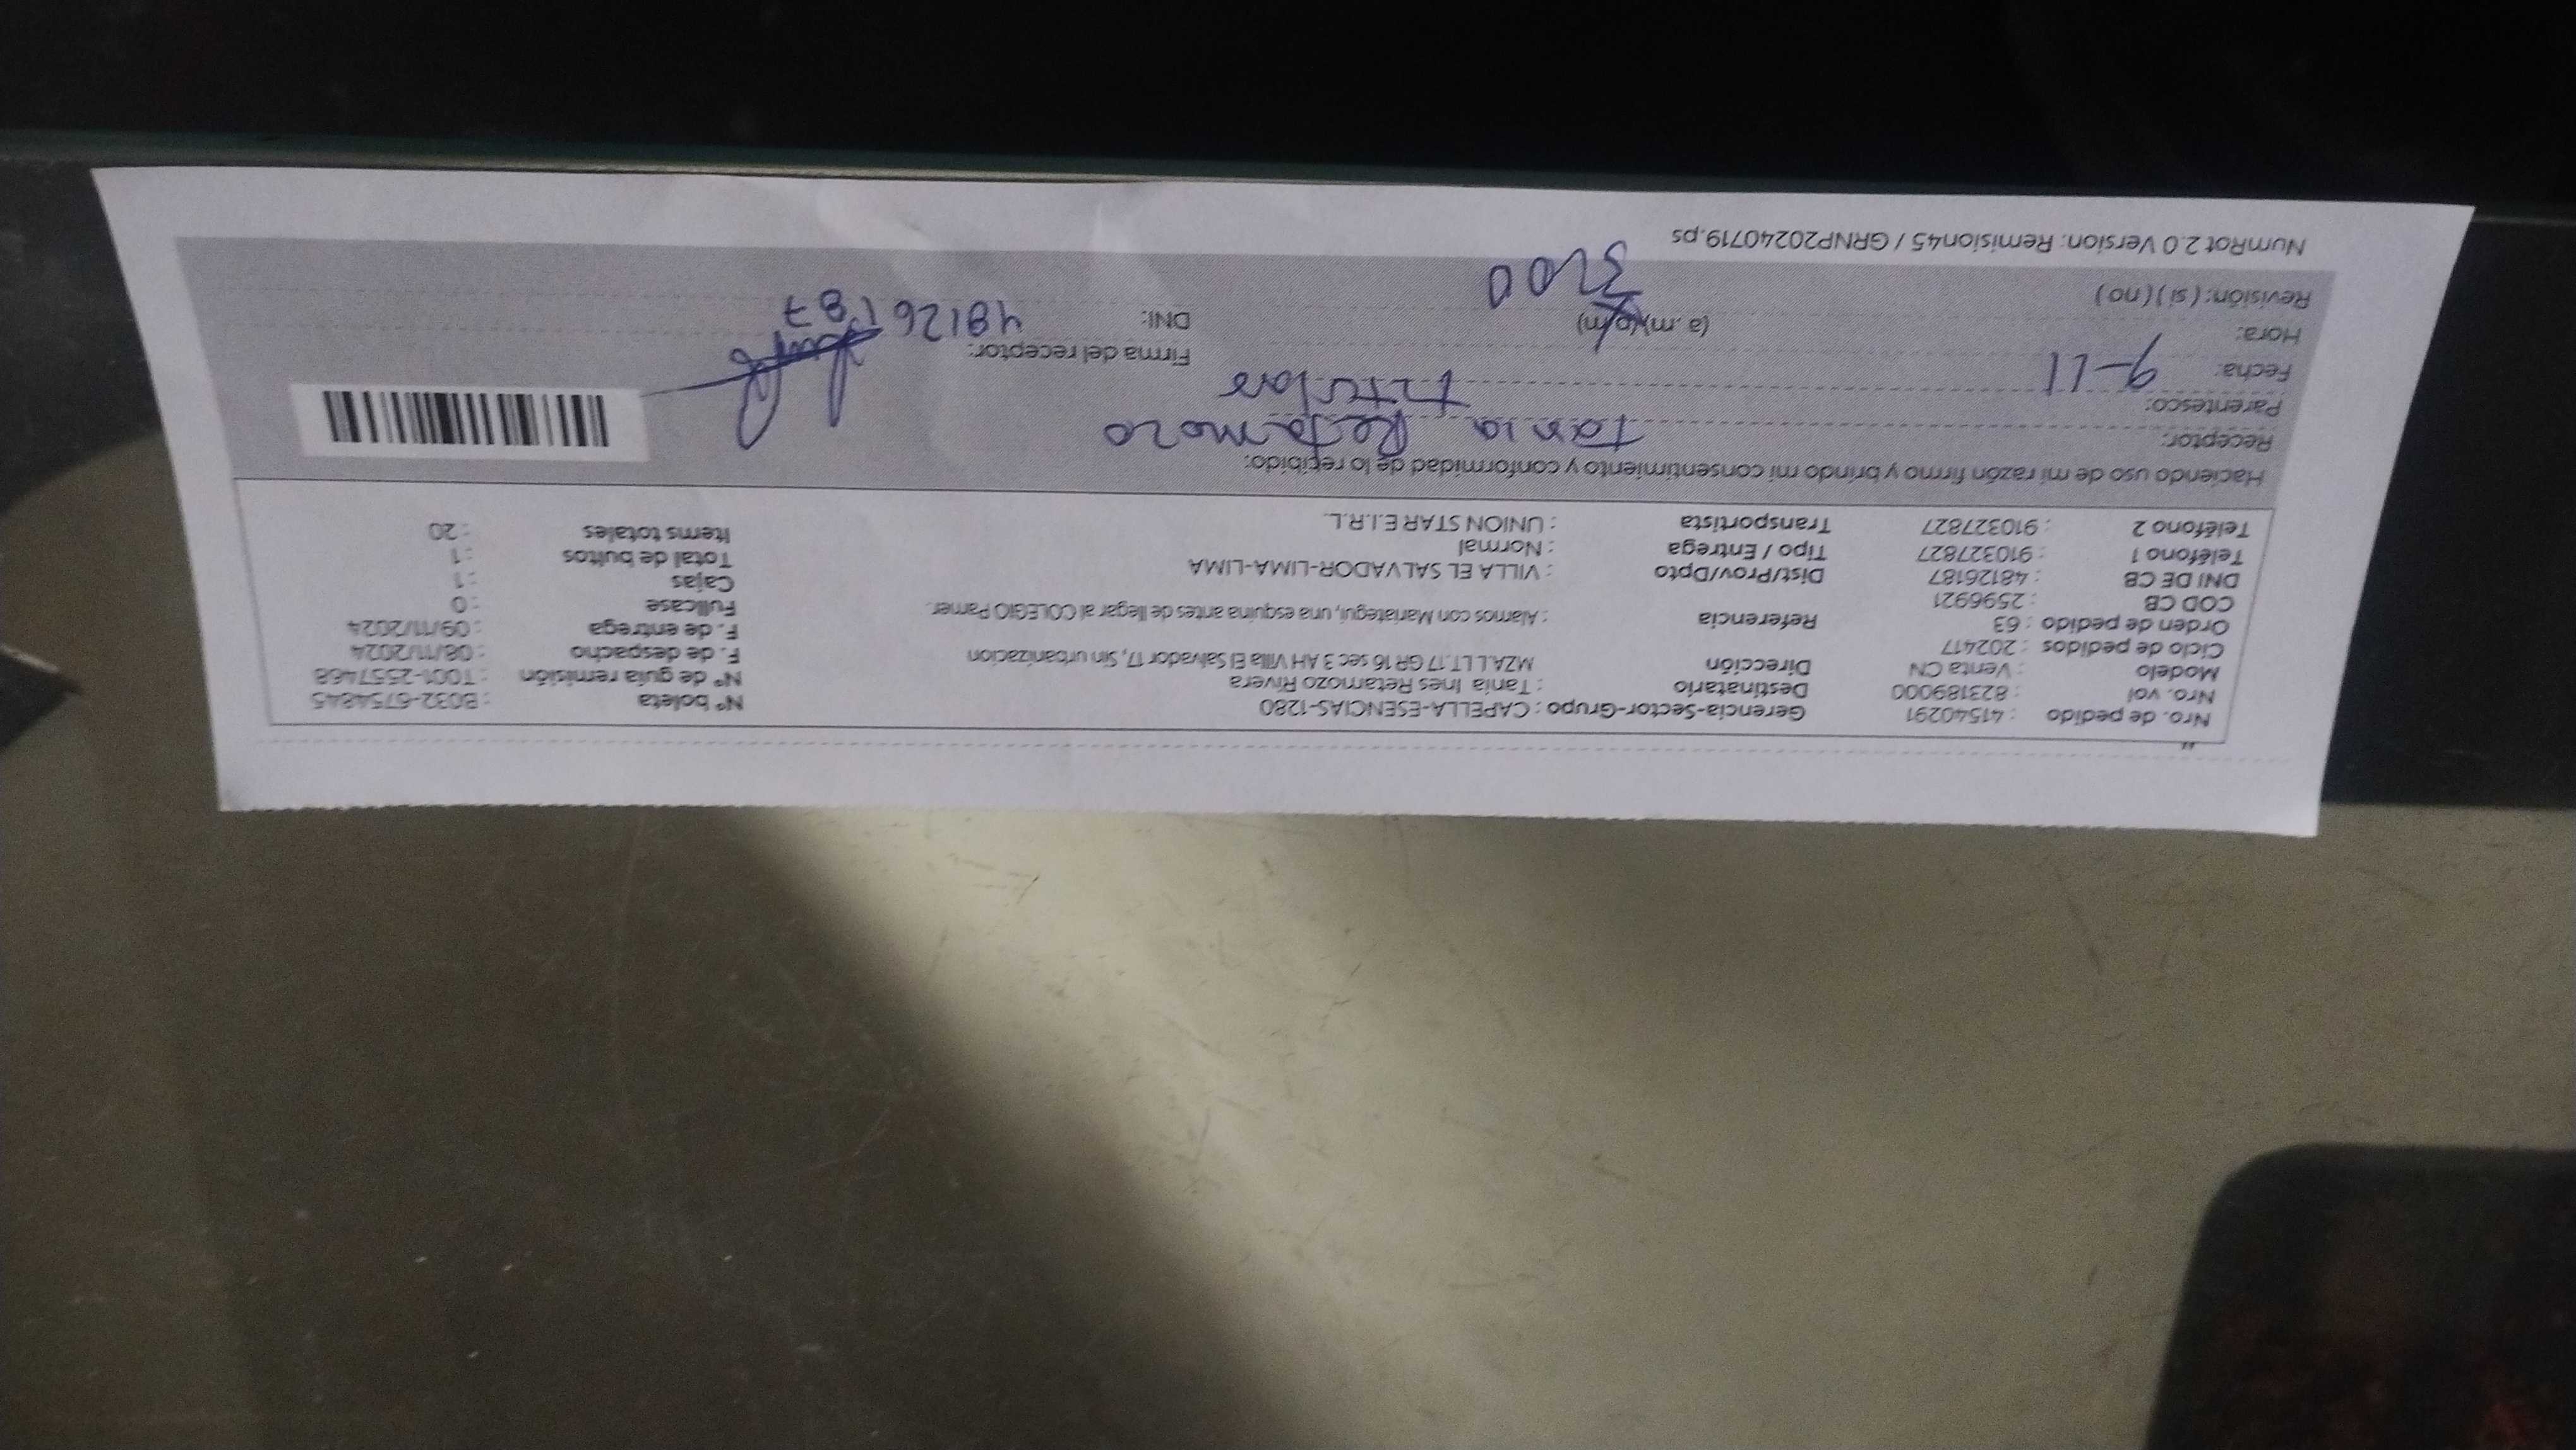 Nro. de pedido : 41540291 Gerencia-Sector-Grupo : CAPELLA-ESENCIAS-1280 N° boleta : B032-6754845
Nro. vol : 823189000 Destinatario : Tania Ines Retamozo Rivera N° de guía remisión : T001-2557468
Modelo : Venta CN Dirección MZA.L LT.17 GR 16 sec 3 AH Villa El Salvador 17, Sin urbanizacion F. de despacho : 08/11/2024
Ciclo de pedidos : 202417 F. de entrega : 09/11/2024
Orden de pedido : 63 Referencia : Alamos con Mariategui, una esquina antes de llegar al COLEGIO Pamer. Fullcase : 0
COD CB : 2596921 Cajas : 1
DNI DE CB : 48126187 Dist/Prov/Dpto : VILLA EL SALVADOR-LIMA-LIMA Total de bultos : 1
Teléfono 1 : 910327827 Tipo / Entrega : Normal Items totales : 20
Teléfono 2 : 910327827 Transportista : UNION STAR E.I.R.L.
Haciendo uso de mi razón firmo y brindo mi consentimiento y conformidad de lo recibido:
Receptor: Tania Retamozo
Parentesco: titular
Fecha: 9-11 Firma del receptor:
Hora: (a.m) (p.m) DNI: 48126187
Revisión: ( si ) ( no )
NumRot 2.0 Version: Remision45 / GRNP20240719.ps